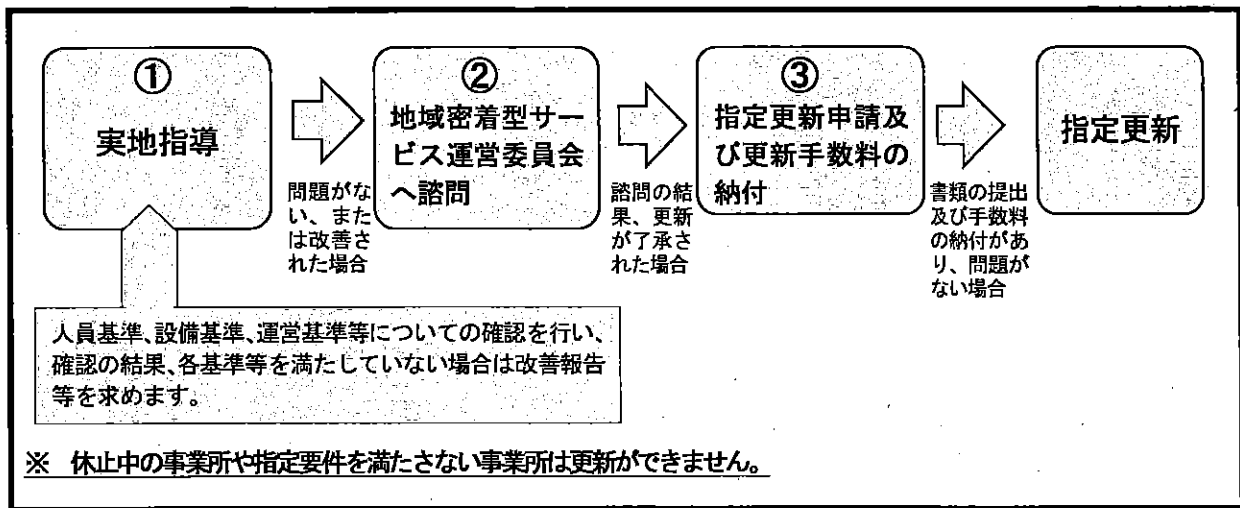 ①
実地指導
問題がな
い、また
は改善さ
れた場合
②
地域密着型サー
ビス運営委員会
へ諮問
諮問の結
果、更新
が了承さ
れた場合
③
指定更新申請及
び更新手数料の
納付
書類の提出
及び手数料
の納付があ
り、問題が
ない場合
指定更新
人員基準、設備基準、運営基準等についての確認を行い、
確認の結果、各基準等を満たしていない場合は改善報告
等を求めます。
※　休止中の事業所や指定要件を満たさない事業所は更新ができません。